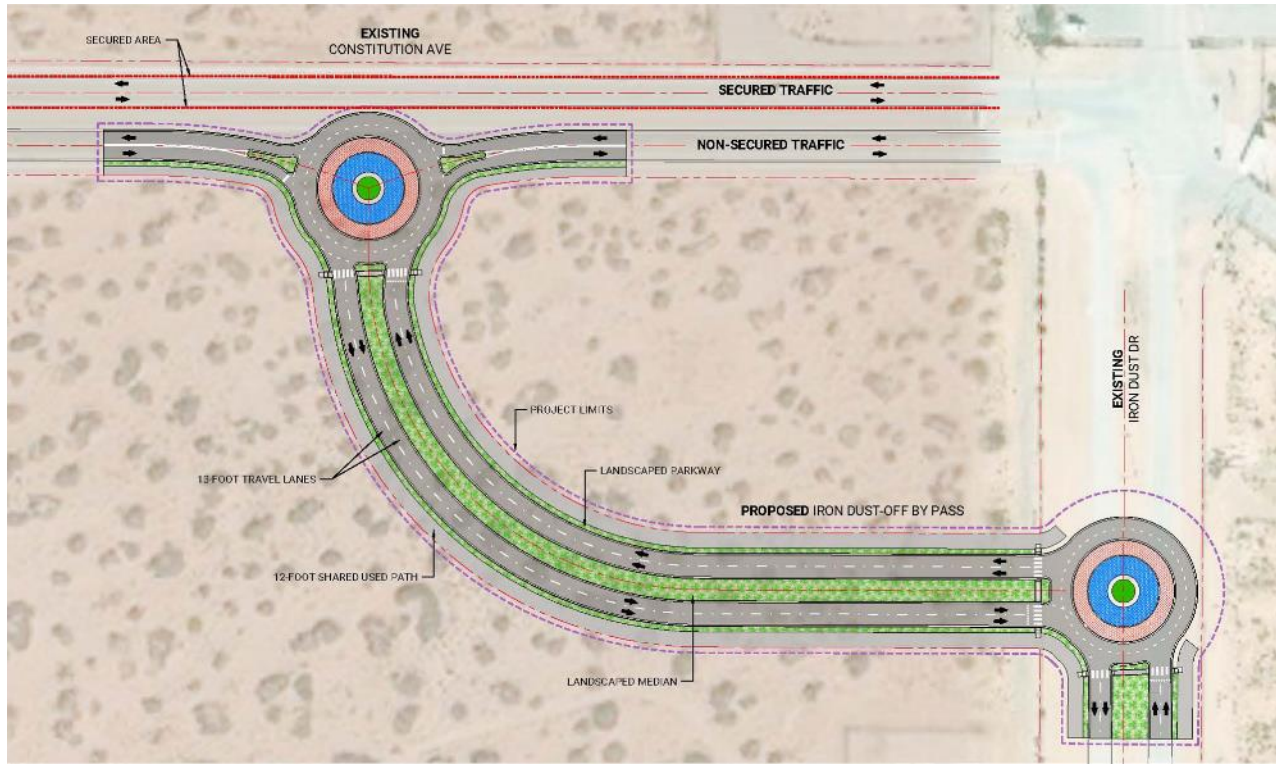 SECURED AREA
EXISTING
CONSTITUTION AVE
SECURED TRAFFIC
NON-SECURED TRAFFIC
EXISTING
IRON DUST DR
PROJECT LIMITS
LANDSCAPED PARKWAY
13-FOOT TRAVEL LANES
PROPOSED IRON DUST-OFF BY PASS
12-FOOT SHARED USED PATH
LANDSCAPED MEDIAN